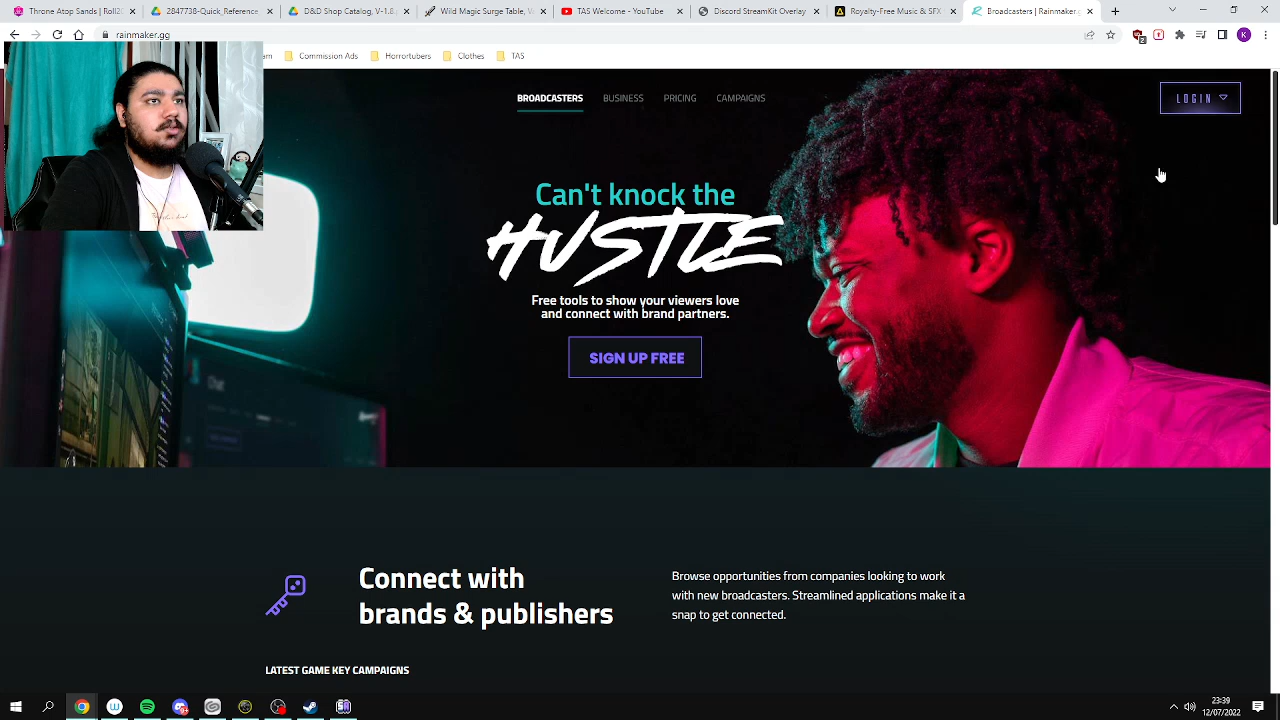 Throne Atop Sands | Roll2
2847738-Quick_Reference
D&D Shop Catalog, V-1.0.
Wild Magic Surge Table, W
TAS Welcome - YouTube
Discord StreamKit Overlay
Royalty-Free Music & SFX
Broadcasters | Rainmaker.g
rainmaker.gg
K
Commission Ads
Horrortubers
Clothes
TAS
BROADCASTERS
BUSINESS
PRICING
CAMPAIGNS
LOGIN
Can't knock the
HUSTLE
Free tools to show your viewers love
and connect with brand partners.
SIGN UP FREE
Connect with
brands & publishers
Browse opportunities from companies looking to work
with new broadcasters. Streamlined applications make it a
snap to get connected.
LATEST GAME KEY CAMPAIGNS
23:39
12/07/2022